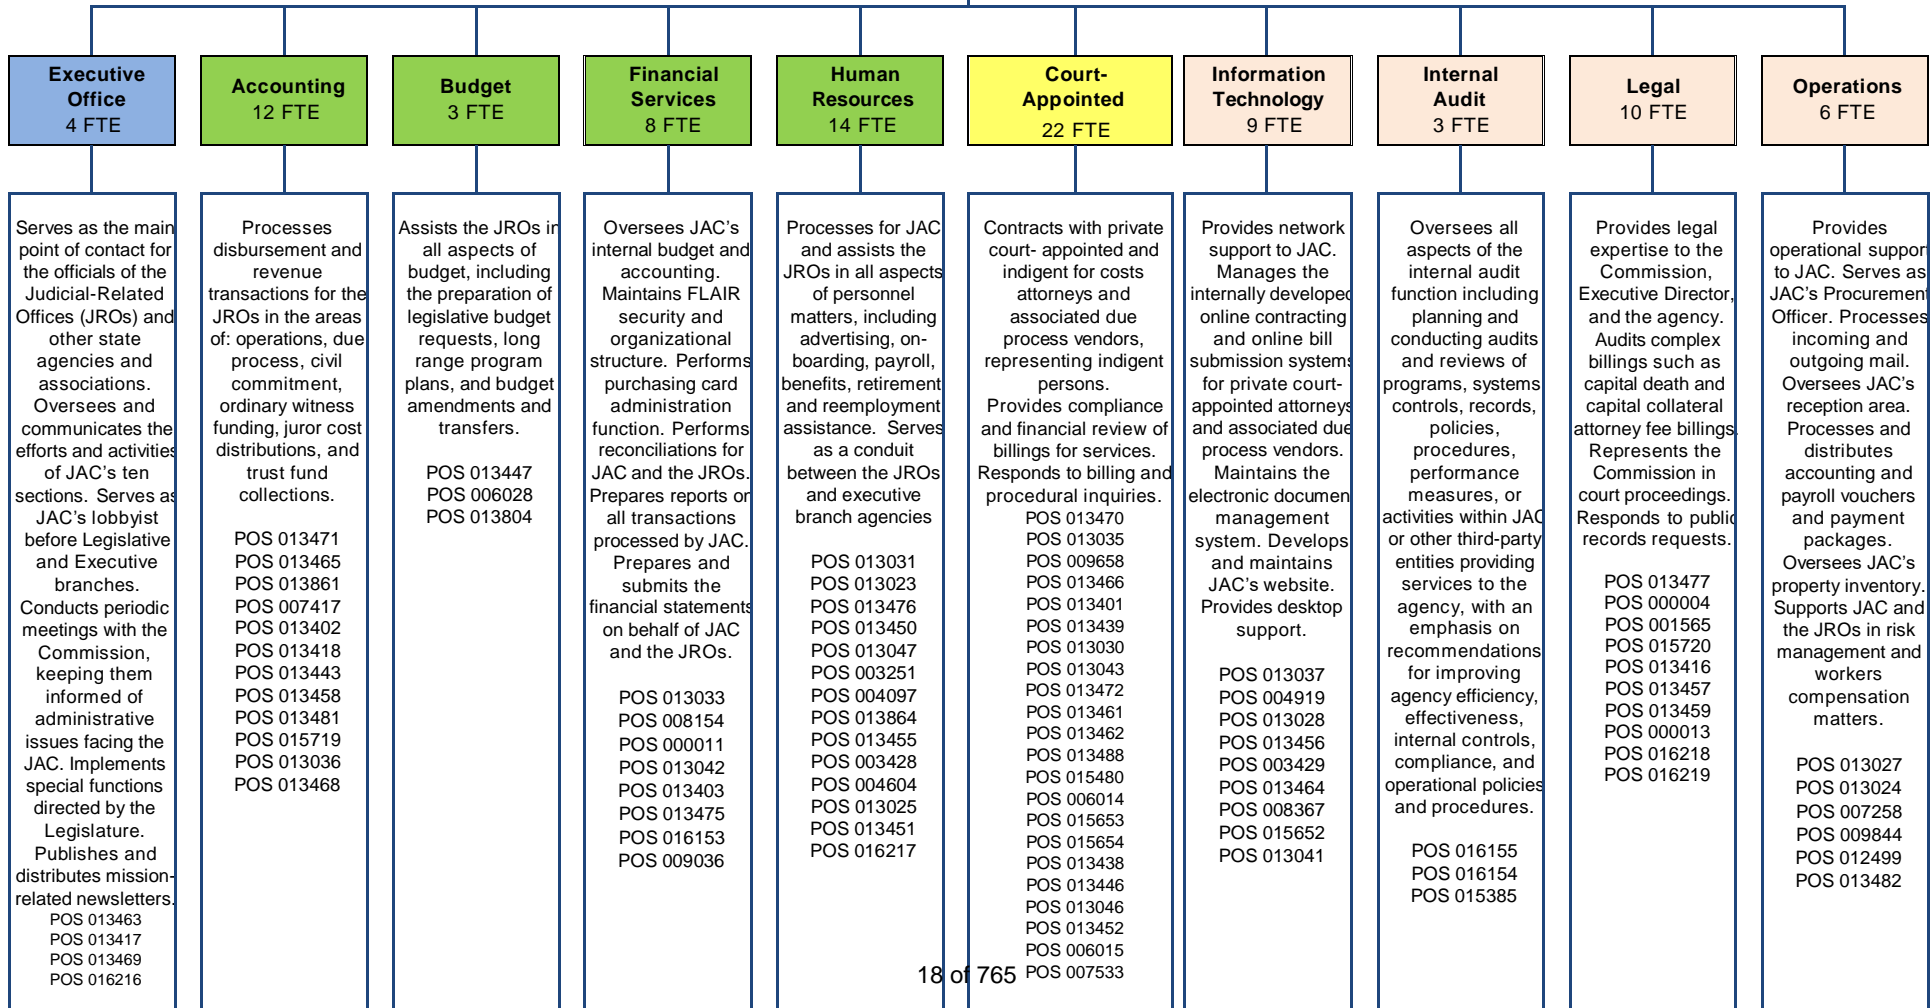 Executive
Office
4 FTE
Serves as the main
point of contact for
the officials of the
Judicial-Related
Offices (JROs) and
other state
agencies and
associations.
Oversees and
communicates the
efforts and activities
of JAC’s ten
sections. Serves as
JAC’s lobbyist
before Legislative
and Executive
branches.
Conducts periodic
meetings with the
Commission,
keeping them
informed of
administrative
issues facing the
JAC. Implements
special functions
directed by the
Legislature.
Publishes and
distributes mission-
related newsletters.
POS 013463
POS 013417
POS 013469
POS 016216
Accounting
12 FTE
Processes
disbursement and
revenue
transactions for the
JROs in the areas
of: operations, due
process, civil
commitment,
ordinary witness
funding, juror cost
distributions, and
trust fund
collections.
POS 013471
POS 013465
POS 013861
POS 007417
POS 013402
POS 013418
POS 013443
POS 013458
POS 013481
POS 015719
POS 013036
POS 013468
Budget
3 FTE
Assists the JROs in
all aspects of
budget, including
the preparation of
legislative budget
requests, long
range program
plans, and budget
amendments and
transfers.
POS 013447
POS 006028
POS 013804
Financial
Services
8 FTE
Oversees JAC’s
internal budget and
accounting.
Maintains FLAIR
security and
organizational
structure. Performs
purchasing card
administration
function. Performs
reconciliations for
JAC and the JROs.
Prepares reports on
all transactions
processed by JAC.
Prepares and
submits the
financial statements
on behalf of JAC
and the JROs.
POS 013033
POS 008154
POS 000011
POS 013042
POS 013403
POS 013475
POS 016153
POS 009036
Human
Resources
14 FTE
Processes for JAC
and assists the
JROs in all aspects
of personnel
matters, including
advertising, on-
boarding, payroll,
benefits, retirement
and reemployment
assistance. Serves
as a conduit
between the JROs
and executive
branch agencies
POS 013031
POS 013023
POS 013476
POS 013450
POS 013047
POS 003251
POS 004097
POS 013864
POS 013455
POS 003428
POS 004604
POS 013025
POS 013451
POS 016217
Court-
Appointed
22 FTE
Contracts with private
court- appointed and
indigent for costs
attorneys and
associated due
process vendors,
representing indigent
persons.
Provides compliance
and financial review of
billings for services.
Responds to billing and
procedural inquiries.
POS 013470
POS 013035
POS 009658
POS 013466
POS 013401
POS 013439
POS 013030
POS 013043
POS 013472
POS 013461
POS 013462
POS 013488
POS 015480
POS 006014
POS 015653
POS 015654
POS 013438
POS 013446
POS 013046
POS 013452
POS 006015
POS 007533
Information
Technology
9 FTE
Provides network
support to JAC.
Manages the
internally developed
online contracting
and online bill
submission systems
for private court-
appointed attorneys
and associated due
process vendors.
Maintains the
electronic documen
management
system. Develops
and maintains
JAC’s website.
Provides desktop
support.
POS 013037
POS 004919
POS 013028
POS 013456
POS 003429
POS 013464
POS 008367
POS 015652
POS 013041
Internal
Audit
3 FTE
Oversees all
aspects of the
internal audit
function including
planning and
conducting audits
and reviews of
programs, systems
controls, records,
policies,
procedures,
performance
measures, or
activities within JAC
or other third-party
entities providing
services to the
agency, with an
emphasis on
recommendations
for improving
agency efficiency,
effectiveness,
internal controls,
compliance, and
operational policies
and procedures.
POS 016155
POS 016154
POS 015385
Legal
10 FTE
Provides legal
expertise to the
Commission,
Executive Director,
and the agency.
Audits complex
billings such as
capital death and
capital collateral
attorney fee billings.
Represents the
Commission in
court proceedings.
Responds to public
records requests.
POS 013477
POS 000004
POS 001565
POS 015720
POS 013416
POS 013457
POS 013459
POS 000013
POS 016218
POS 016219
Operations
6 FTE
Provides
operational support
to JAC. Serves as
JAC’s Procurement
Officer. Processes
incoming and
outgoing mail.
Oversees JAC’s
reception area.
Processes and
distributes
accounting and
payroll vouchers
and payment
packages.
Oversees JAC’s
property inventory.
Supports JAC and
the JROs in risk
management and
workers
compensation
matters.
POS 013027
POS 013024
POS 007258
POS 009844
POS 012499
POS 013482
18 of 765